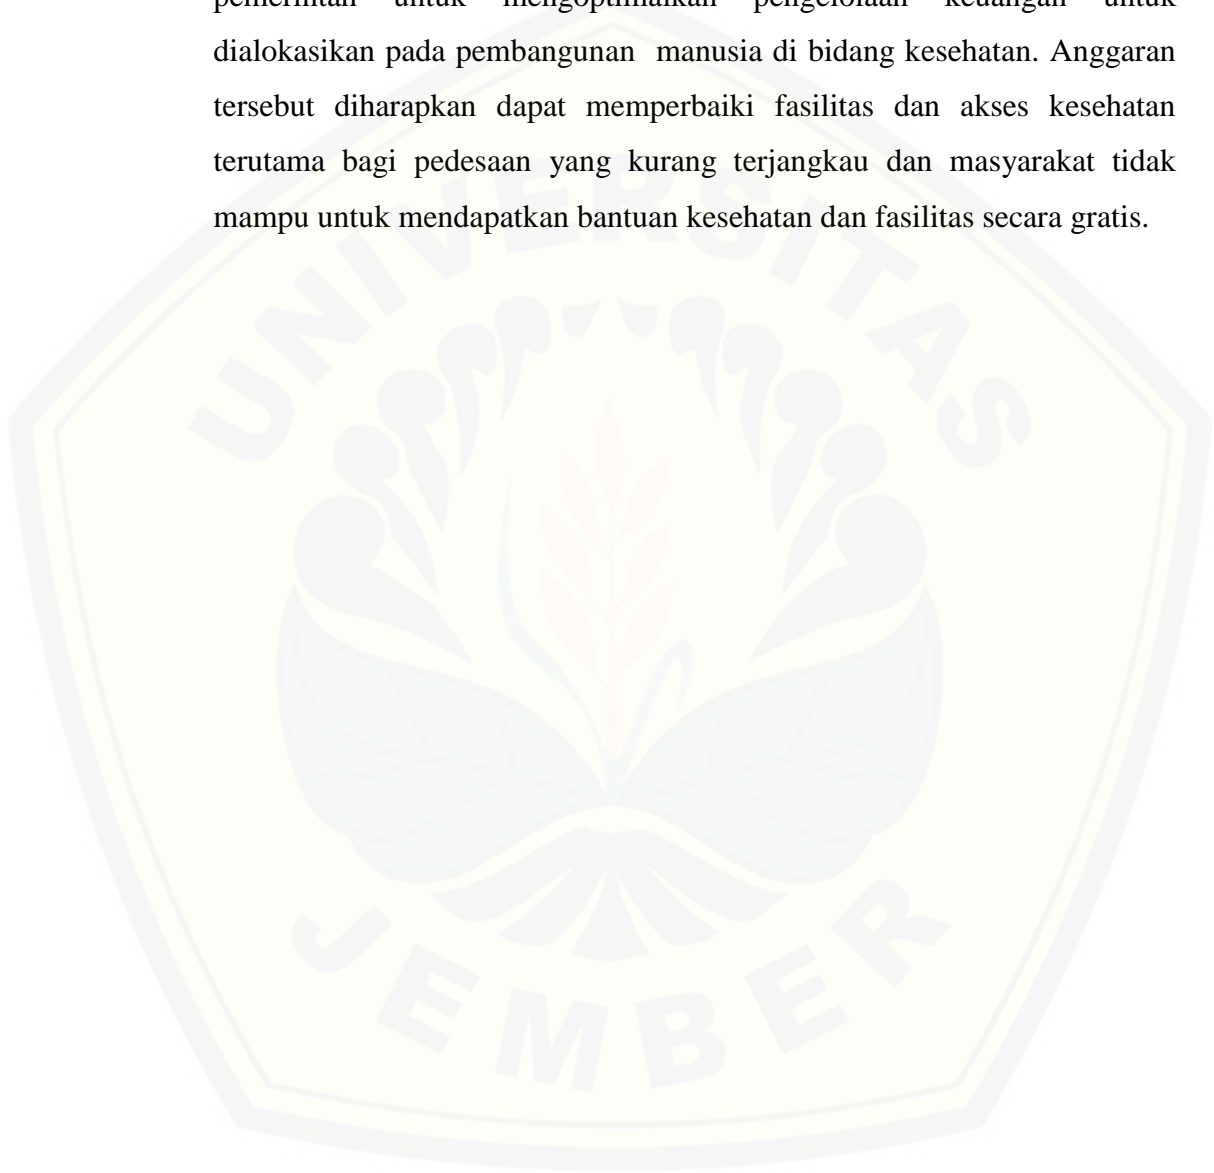 pemerintah untuk mengoptimalkan pengelolaan keuangan untuk
dialokasikan pada pembangunan manusia di bidang kesehatan. Anggaran
tersebut diharapkan dapat memperbaiki fasilitas dan akses kesehatan
terutama bagi pedesaan yang kurang terjangkau dan masyarakat tidak
mampu untuk mendapatkan bantuan kesehatan dan fasilitas secara gratis.
UNIVERSITAS
JEMBER